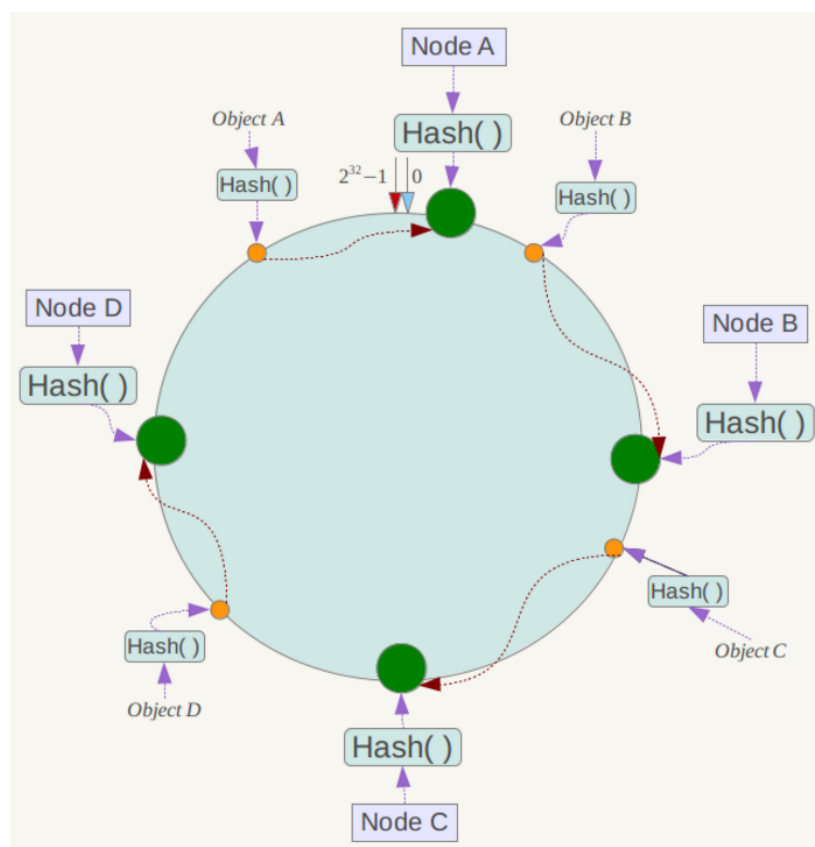 Node A
Object A
Hash( )
Object B
Hash( )
2³²−1
0
Hash( )
Node D
Node B
Hash( )
Hash( )
Hash( )
Object C
Hash( )
Object D
Hash( )
Node C